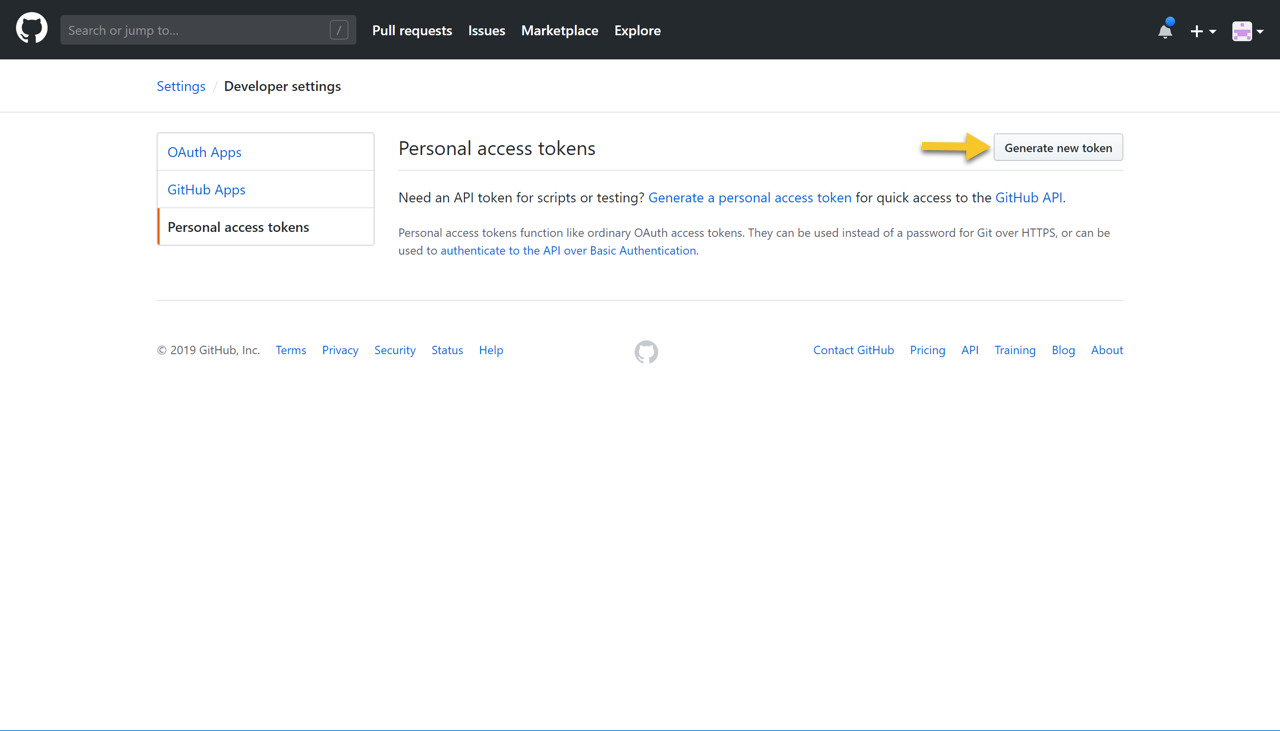 Search or jump to... /
Pull requests Issues Marketplace Explore
Settings / Developer settings
OAuth Apps
GitHub Apps
Personal access tokens
Personal access tokens
Generate new token
Need an API token for scripts or testing? Generate a personal access token for quick access to the GitHub API.
Personal access tokens function like ordinary OAuth access tokens. They can be used instead of a password for Git over HTTPS, or can be
used to authenticate to the API over Basic Authentication.
© 2019 GitHub, Inc. Terms Privacy Security Status Help
Contact GitHub Pricing API Training Blog About